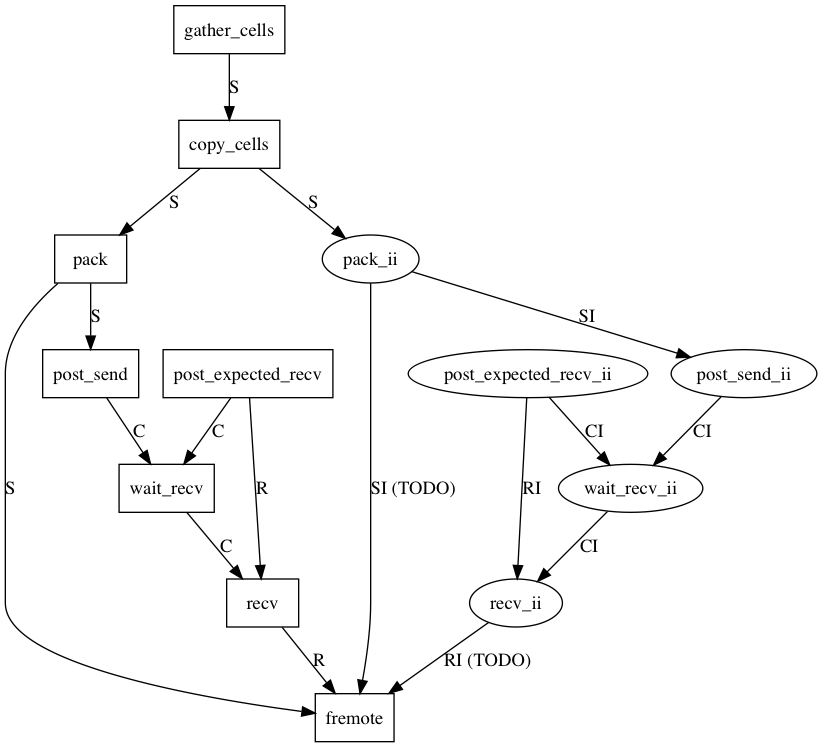 gather_cells
S
copy_cells
S
S
pack
pack_ii
S
SI
post_send
post_expected_recv
post_expected_recv_ii
post_send_ii
C
C
CI
CI
S
wait_recv
R
SI (TODO)
RI
wait_recv_ii
C
CI
recv
recv_ii
R
RI (TODO)
fremote